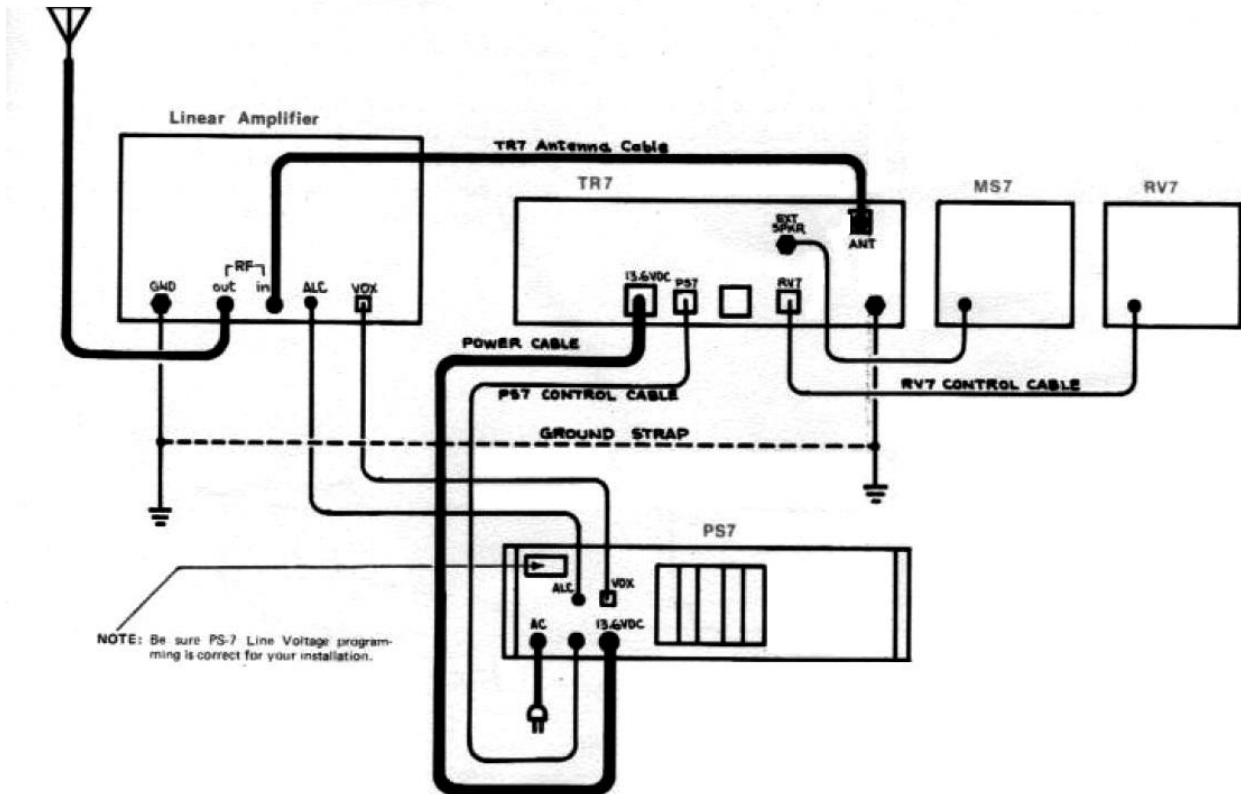 Linear Amplifier
TR7 Antenna Cable
TR7
MS7
RV7
EXT
SPKR
ANT
RF
GND
out
in
ALC
VOX
13.6VDC
PS7
RV7
POWER CABLE
PS7 CONTROL CABLE
RV7 CONTROL CABLE
GROUND STRAP
PS7
ALC
VOX
AC
13.6VDC
NOTE: Be sure PS-7 Line Voltage program-
ming is correct for your installation.